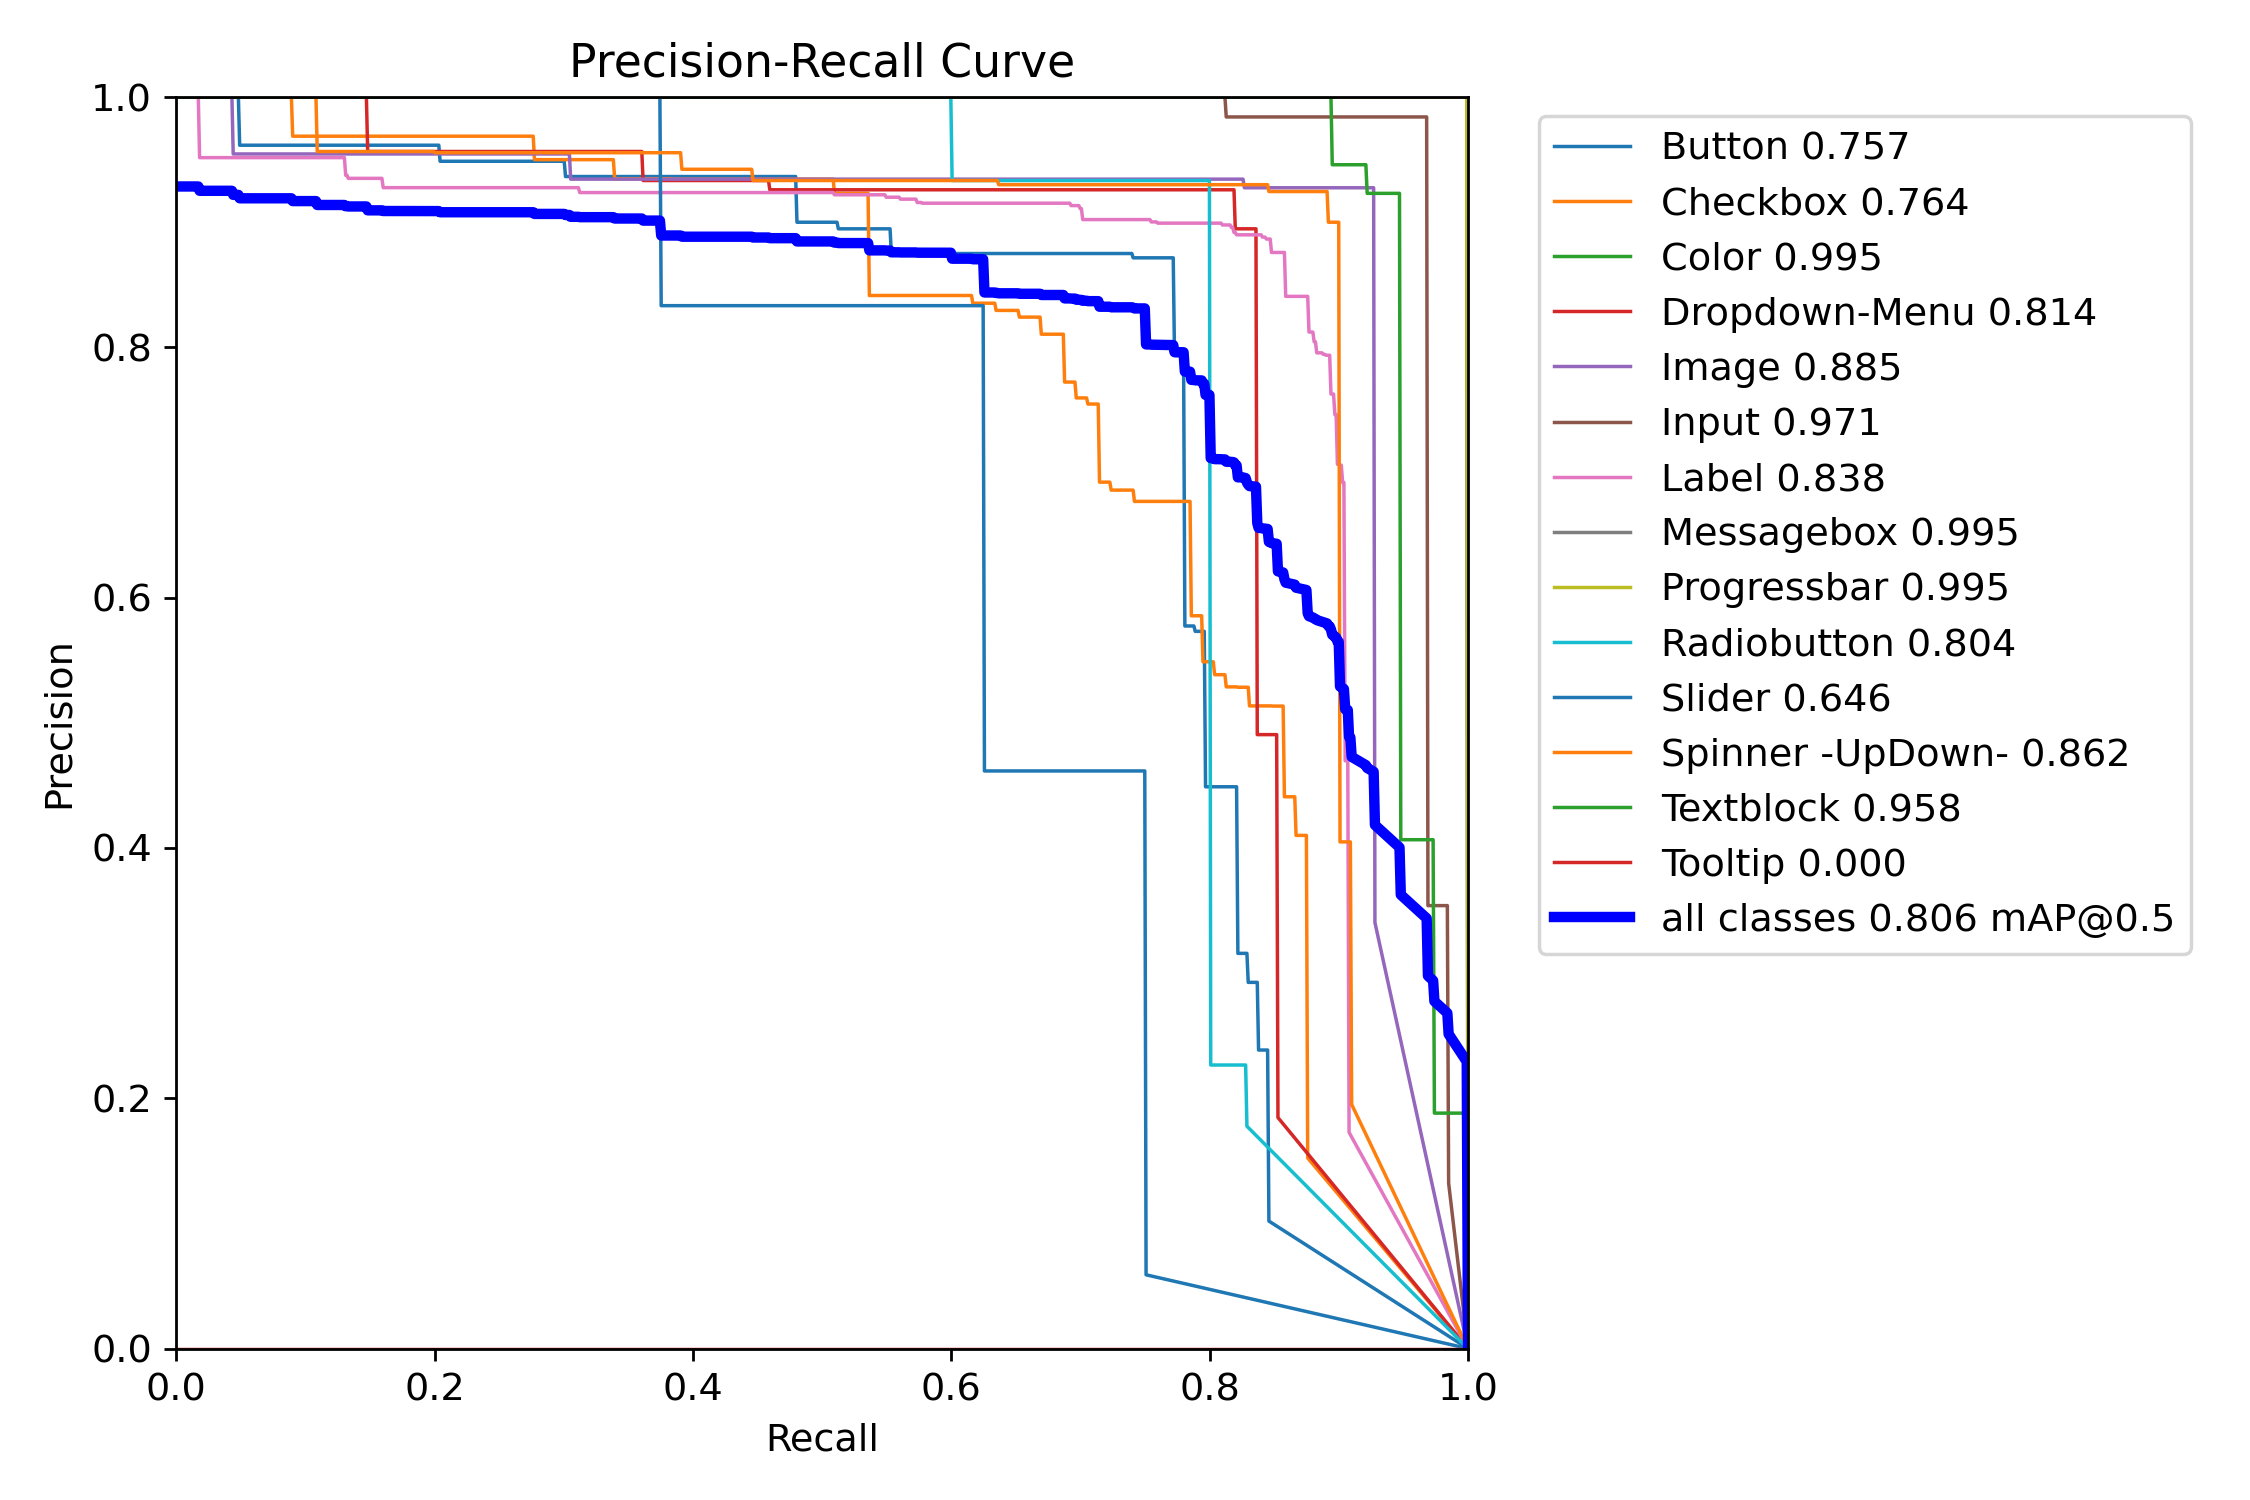 Precision-Recall Curve
1.0
0.8
0.6
0.4
0.2
0.0
Precision
0.0 0.2 0.4 0.6 0.8 1.0
Recall
Button 0.757
Checkbox 0.764
Color 0.995
Dropdown-Menu 0.814
Image 0.885
Input 0.971
Label 0.838
Messagebox 0.995
Progressbar 0.995
Radiobutton 0.804
Slider 0.646
Spinner -UpDown- 0.862
Textblock 0.958
Tooltip 0.000
all classes 0.806 mAP@0.5